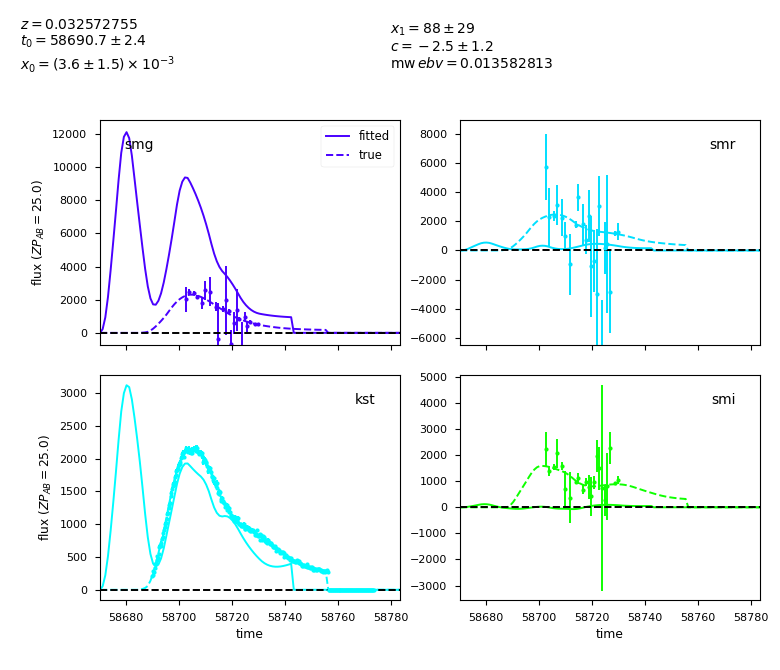 z = 0.032572755
t₀ = 58690.7 ± 2.4
x₀ = (3.6 ± 1.5) × 10⁻³
x₁ = 88 ± 29
c = − 2.5 ± 1.2
mw ebv = 0.013582813
smg
fitted
true
12000
10000
8000
6000
4000
2000
0
flux (ZP_AB = 25.0)
smr
8000
6000
4000
2000
0
−2000
−4000
−6000
kst
3000
2500
2000
1500
1000
500
0
flux (ZP_AB = 25.0)
58680 58700 58720 58740 58760 58780
time
smi
5000
4000
3000
2000
1000
0
−1000
−2000
−3000
58680 58700 58720 58740 58760 58780
time